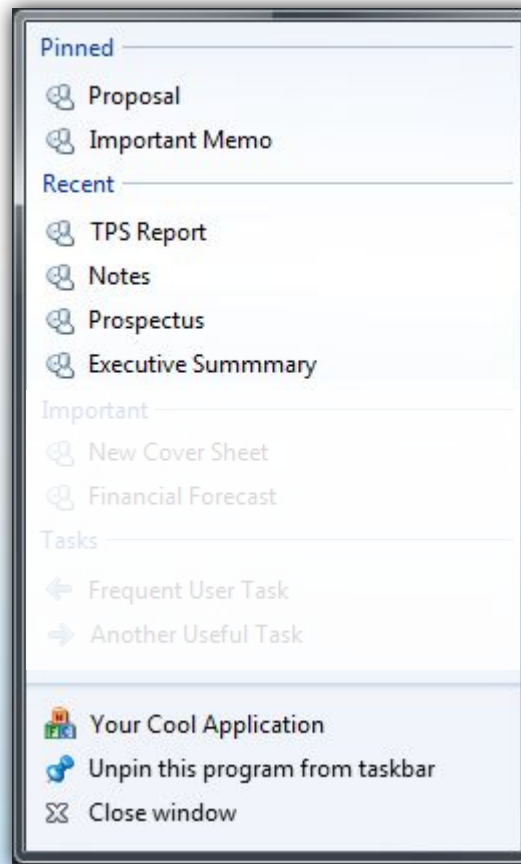 Pinned
Proposal
Important Memo
Recent
TPS Report
Notes
Prospectus
Executive Summmary
Important
New Cover Sheet
Financial Forecast
Tasks
Frequent User Task
Another Useful Task
Your Cool Application
Unpin this program from taskbar
Close window